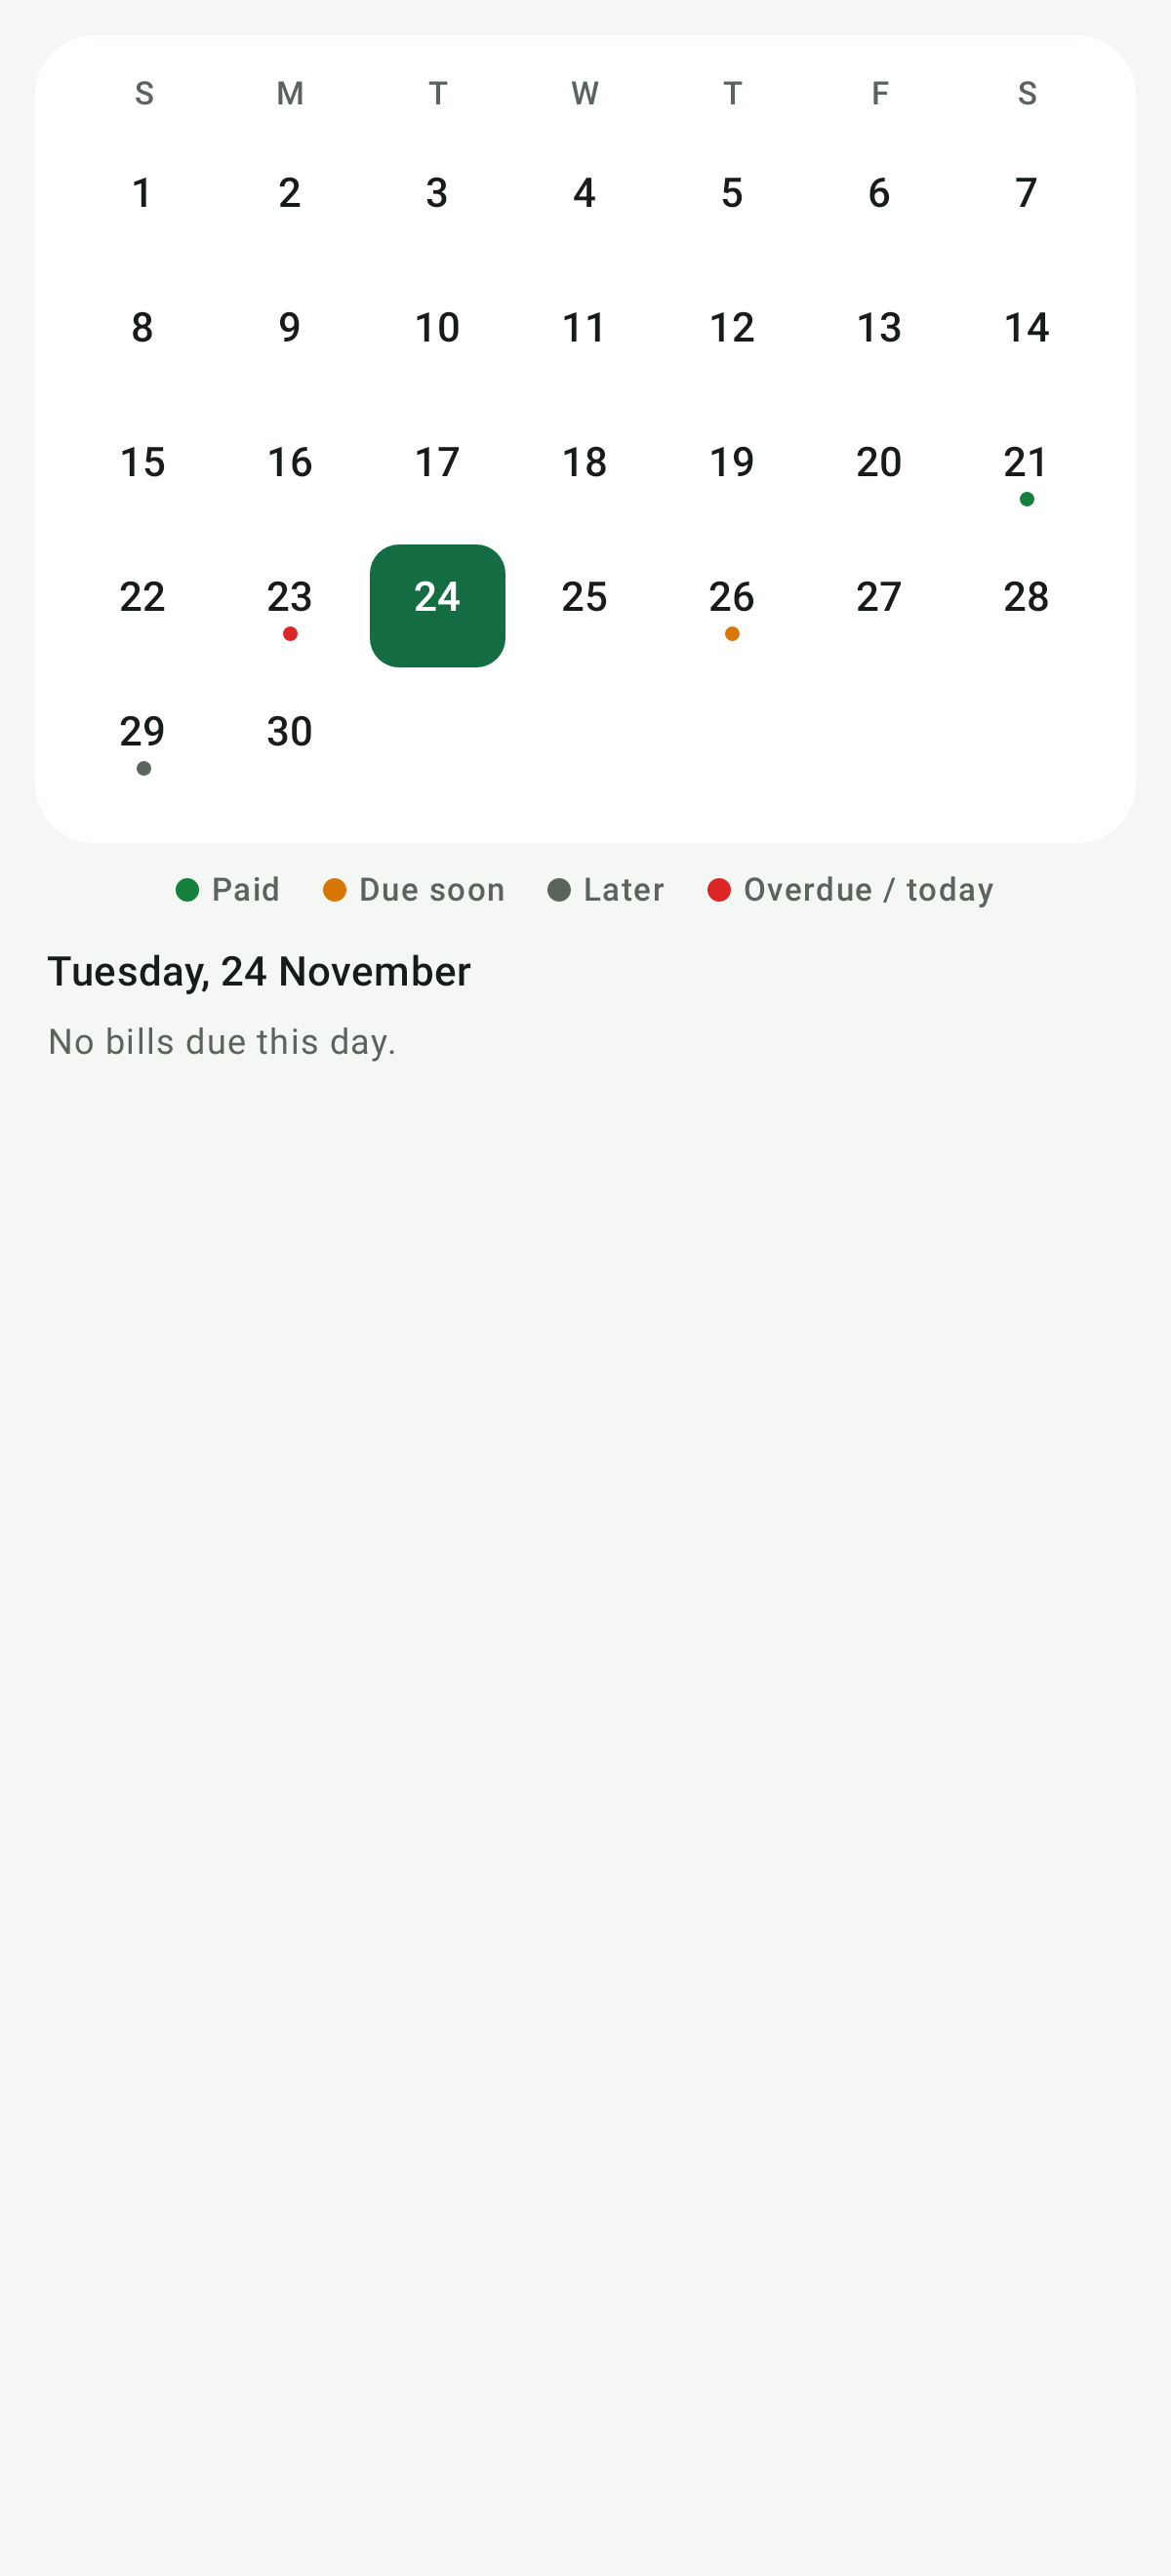 S M T W T F S
1 2 3 4 5 6 7
8 9 10 11 12 13 14
15 16 17 18 19 20 21
22 23 24 25 26 27 28
29 30
Paid Due soon Later Overdue / today
Tuesday, 24 November
No bills due this day.